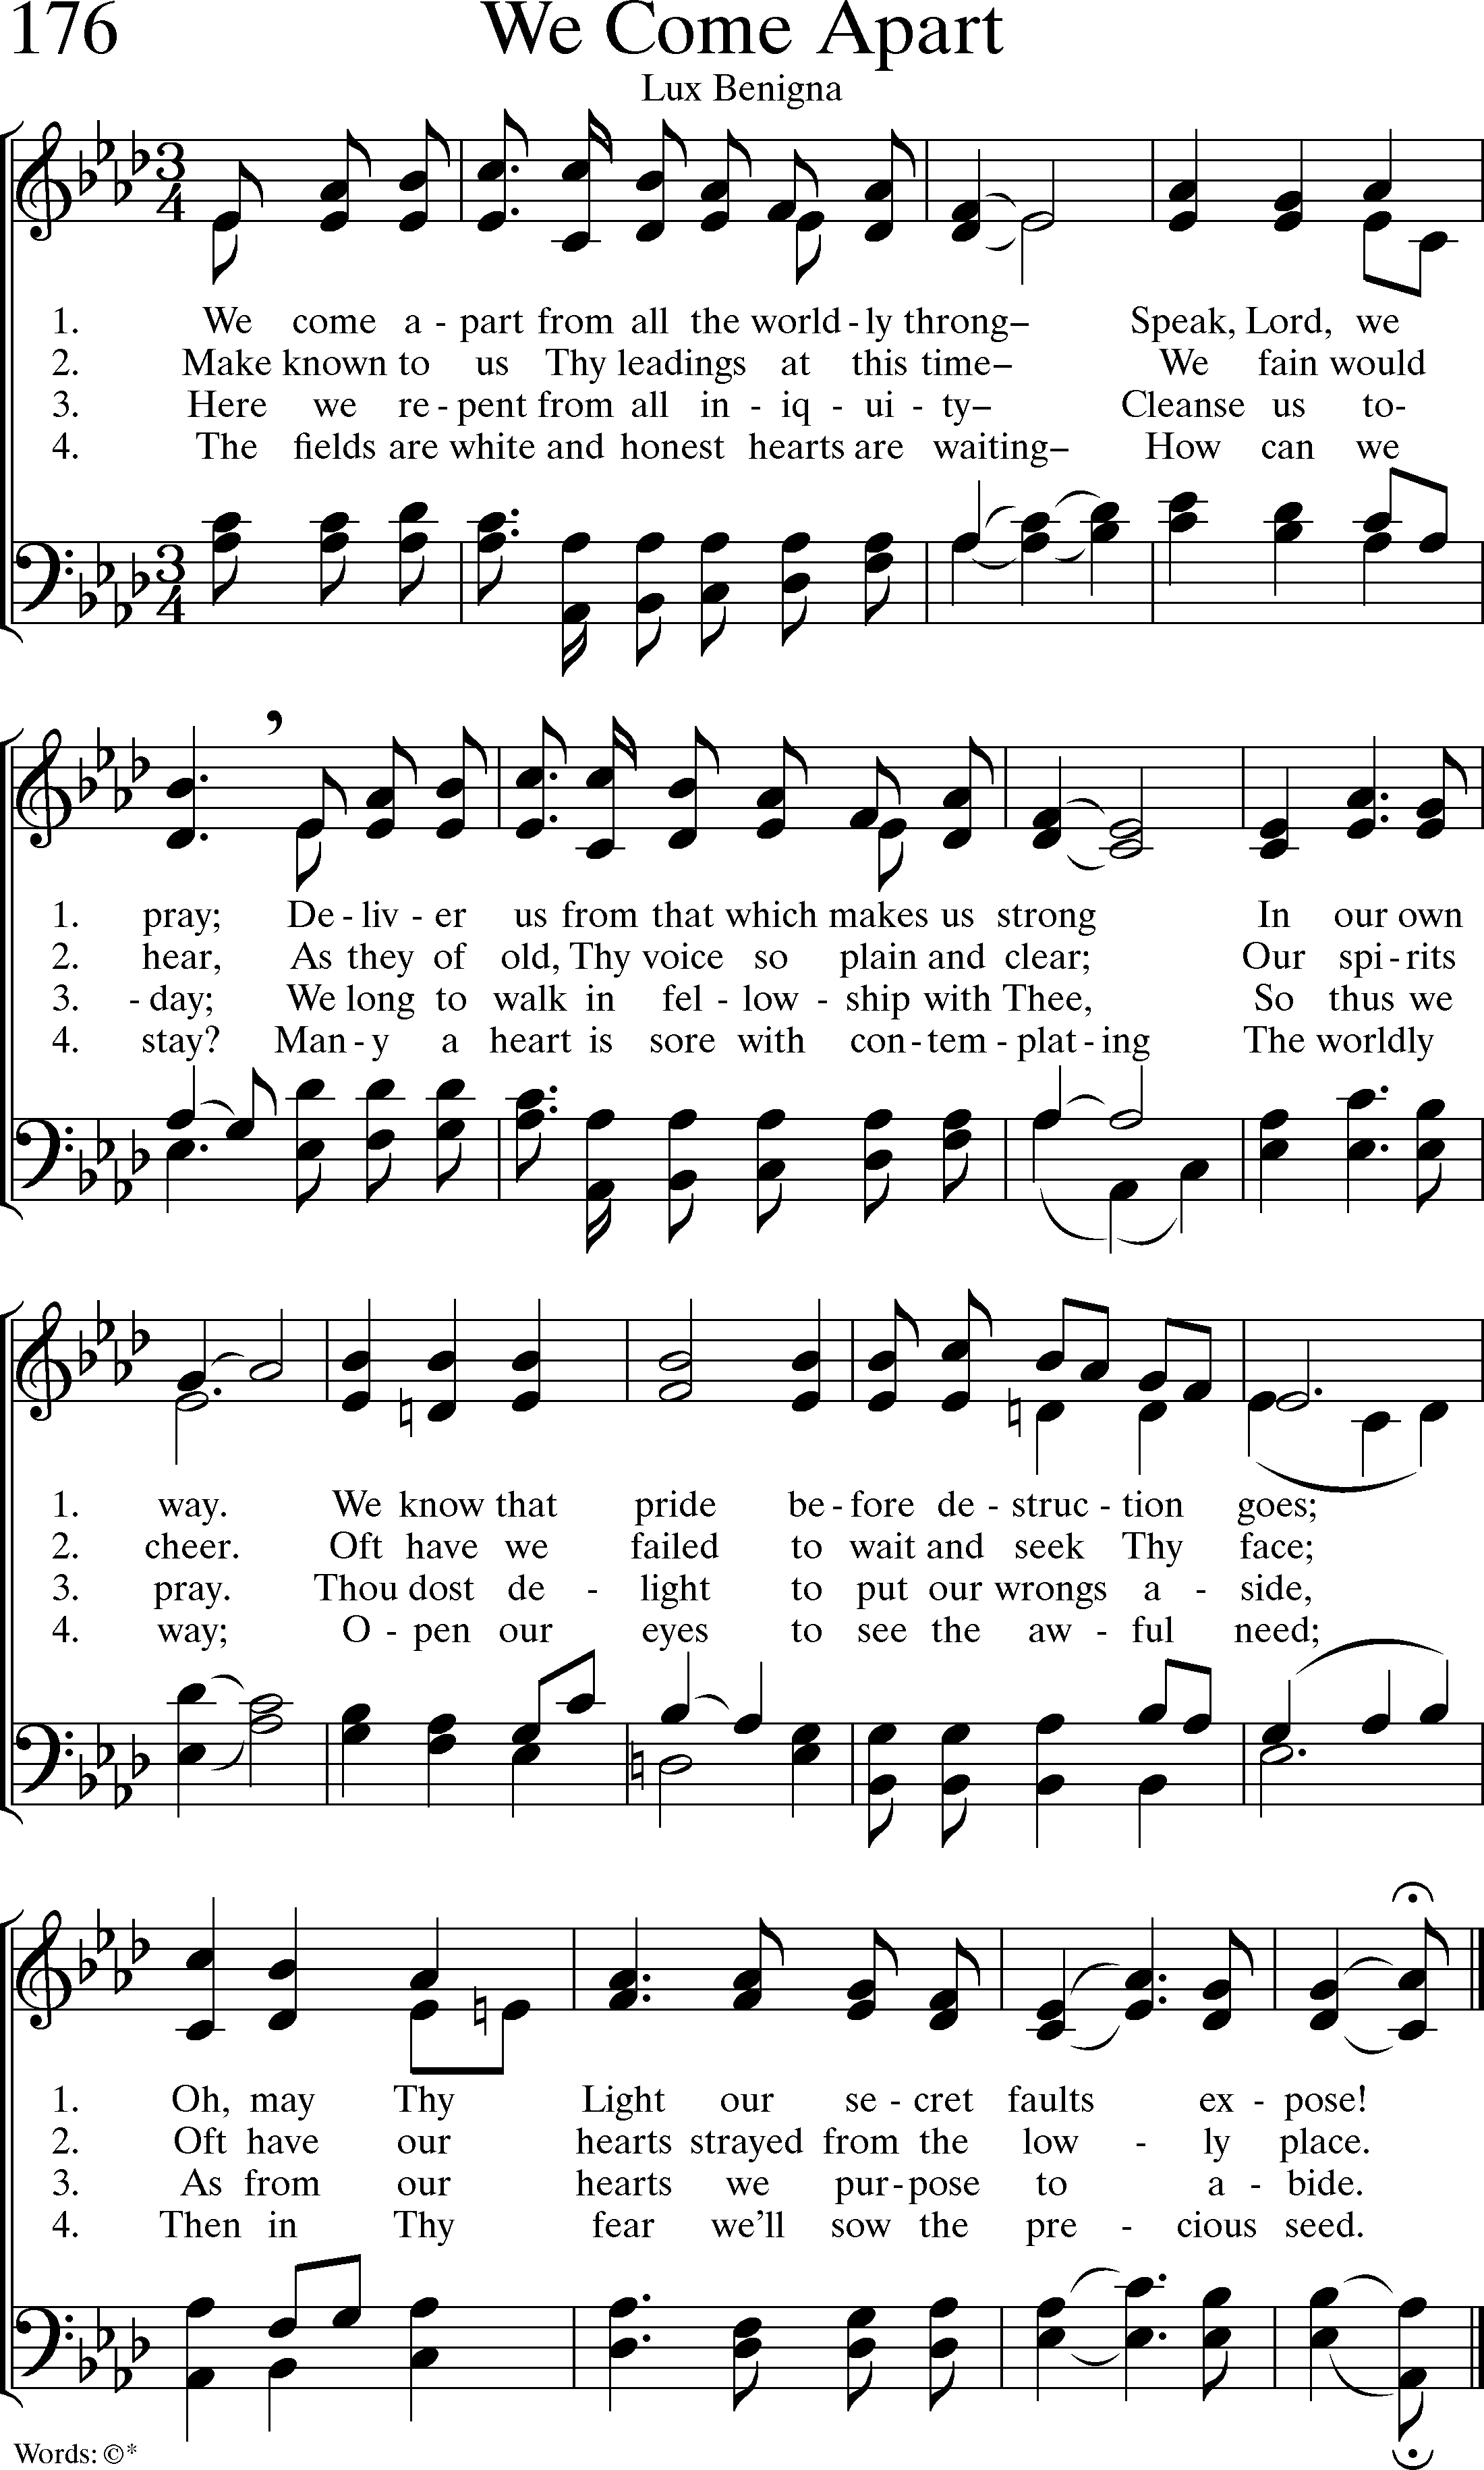 176
We Come Apart
Lux Benigna
3 4
1. We come a - part from all the world - ly throng– Speak, Lord, we
2. Make known to us Thy leadings at this time– We fain would
3. Here we re - pent from all in - iq - ui - ty– Cleanse us to-
4. The fields are white and honest hearts are waiting– How can we
3 4
1. pray; De - liv - er us from that which makes us strong In our own
2. hear, As they of old, Thy voice so plain and clear; Our spi - rits
3. - day; We long to walk in fel - low - ship with Thee, So thus we
4. stay? Man - y a heart is sore with con - tem - plat - ing The worldly
1. way. We know that pride be - fore de - struc - tion goes;
2. cheer. Oft have we failed to wait and seek Thy face;
3. pray. Thou dost de - light to put our wrongs a - side,
4. way; O - pen our eyes to see the aw - ful need;
1. Oh, may Thy Light our se - cret faults ex - pose!
2. Oft have our hearts strayed from the low - ly place.
3. As from our hearts we pur - pose to a - bide.
4. Then in Thy fear we'll sow the pre - cious seed.
Words: ©*